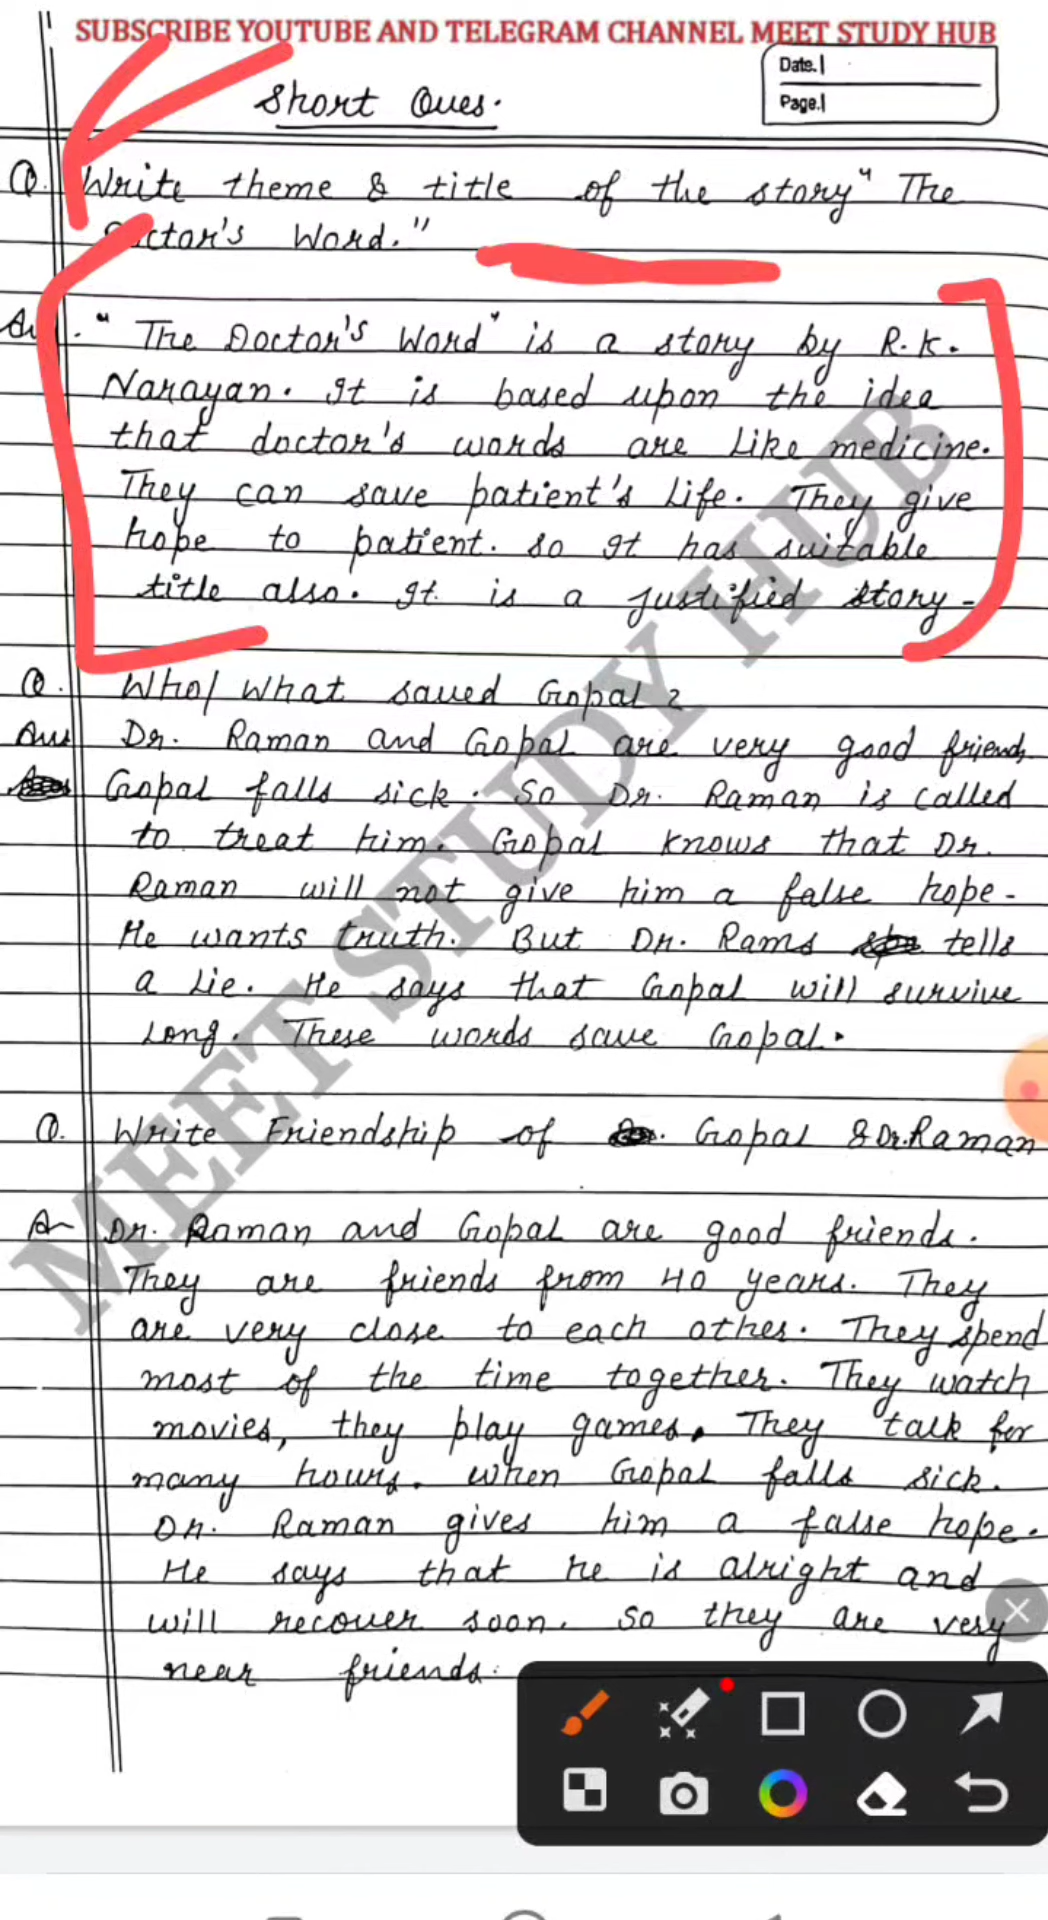 SUBSCRIBE YOUTUBE AND TELEGRAM CHANNEL MEET STUDY HUB
Date.
Page.
Short Ques.
Q. Write theme & title of the story "The
Doctor's Word."
"The Doctor's Word" is a story by R.K.
Narayan. It is based upon the idea
that doctor's words are like medicine.
They can save patient's life. They give
hope to patient. So It has suitable
title also. It is a justified story.
Q. Who/What saved Gopal?
Ans Dr. Raman and Gopal are very good friends
Gopal falls sick. So Dr. Raman is called
to treat him. Gopal knows that Dr.
Raman will not give him a false hope.
He wants truth. But Dr. Rams tells
a lie. He says that Gopal will survive
Long. These words save Gopal.
Q. Write Friendship of Gopal & Dr. Raman
An Dr. Raman and Gopal are good friends.
They are friends from 40 years. They
are very close to each other. They spend
most of the time together. They watch
movies, they play games. They talk for
many hours. When Gopal falls sick.
Dr. Raman gives him a false hope.
He says that he is alright and
will recover soon. So they are very
near friends.
MEET STUDY HUB